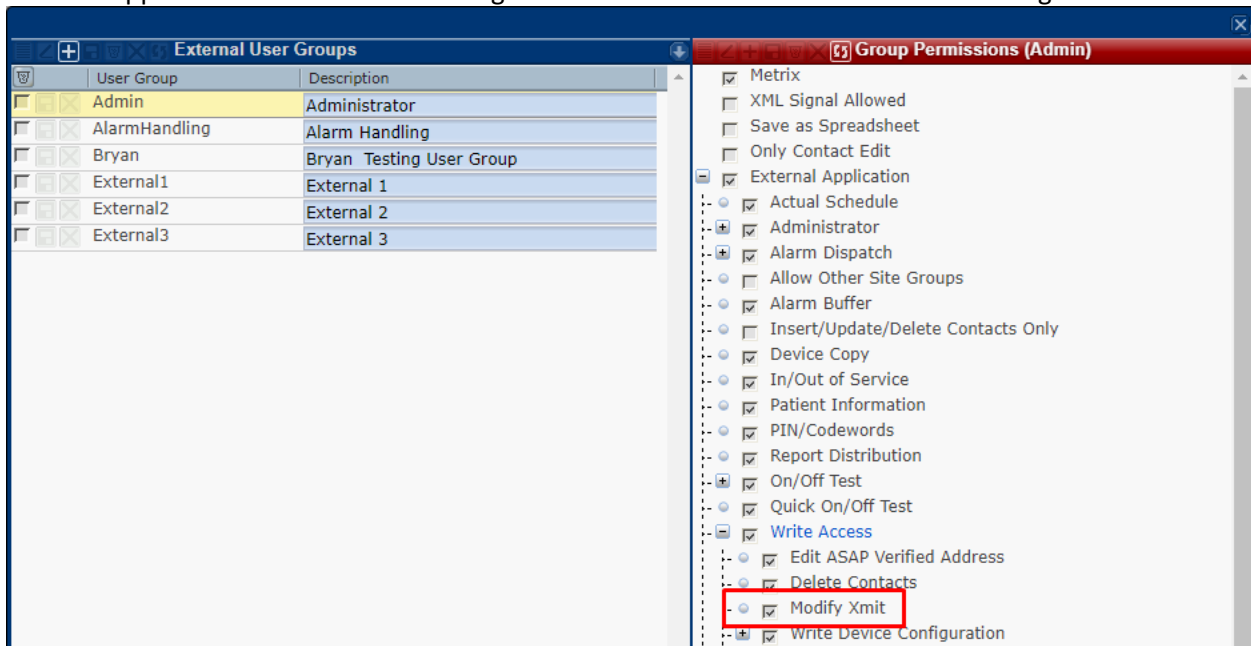 External User Groups
User Group Description
Admin Administrator
AlarmHandling Alarm Handling
Bryan Bryan Testing User Group
External1 External 1
External2 External 2
External3 External 3
Group Permissions (Admin)
Metrix
XML Signal Allowed
Save as Spreadsheet
Only Contact Edit
External Application
Actual Schedule
Administrator
Alarm Dispatch
Allow Other Site Groups
Alarm Buffer
Insert/Update/Delete Contacts Only
Device Copy
In/Out of Service
Patient Information
PIN/Codewords
Report Distribution
On/Off Test
Quick On/Off Test
Write Access
Edit ASAP Verified Address
Delete Contacts
Modify Xmit
Write Device Configuration